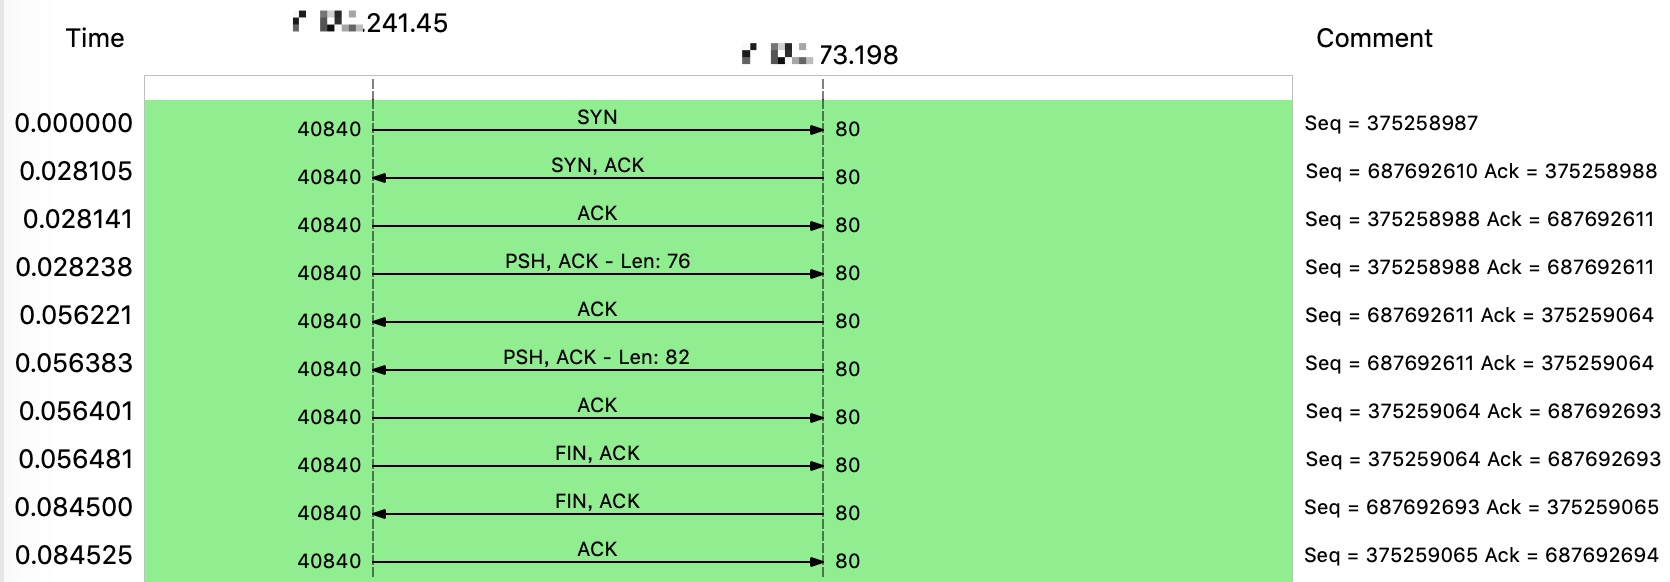 .241.45
Time
73.198
Comment
SYN
0.000000 40840 80 Seq = 375258987
SYN, ACK
0.028105 40840 80 Seq = 687692610 Ack = 375258988
ACK
0.028141 40840 80 Seq = 375258988 Ack = 687692611
PSH, ACK - Len: 76
0.028238 40840 80 Seq = 375258988 Ack = 687692611
ACK
0.056221 40840 80 Seq = 687692611 Ack = 375259064
PSH, ACK - Len: 82
0.056383 40840 80 Seq = 687692611 Ack = 375259064
ACK
0.056401 40840 80 Seq = 375259064 Ack = 687692693
FIN, ACK
0.056481 40840 80 Seq = 375259064 Ack = 687692693
FIN, ACK
0.084500 40840 80 Seq = 687692693 Ack = 375259065
ACK
0.084525 40840 80 Seq = 375259065 Ack = 687692694